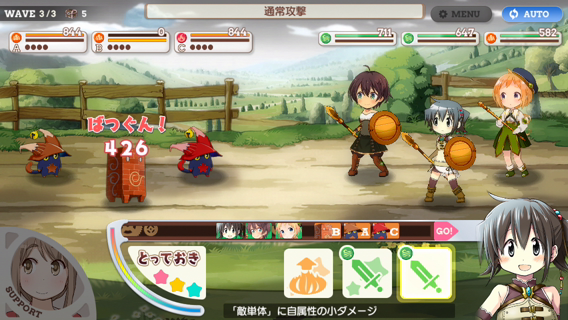 WAVE 3/3 5
通常攻撃
MENU
AUTO
844 0 844
A B C
711 647 582
ばつぐん!
426
B A C GO!
とっておき
SUPPORT
「敵単体」に自属性の小ダメージ